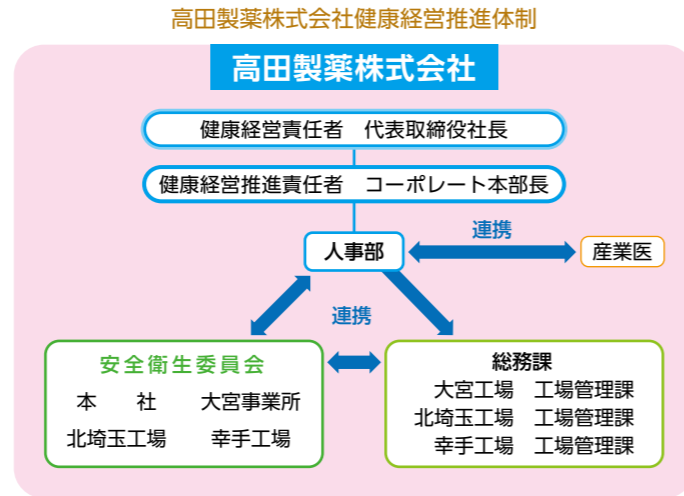 高田製薬株式会社健康経営推進体制
高田製薬株式会社
健康経営責任者　代表取締役社長
健康経営推進責任者　コーポレート本部長
人事部
連携
産業医
連携
安全衛生委員会
本　社　大宮事業所
北埼玉工場　幸手工場
総務課
大宮工場　工場管理課
北埼玉工場　工場管理課
幸手工場　工場管理課